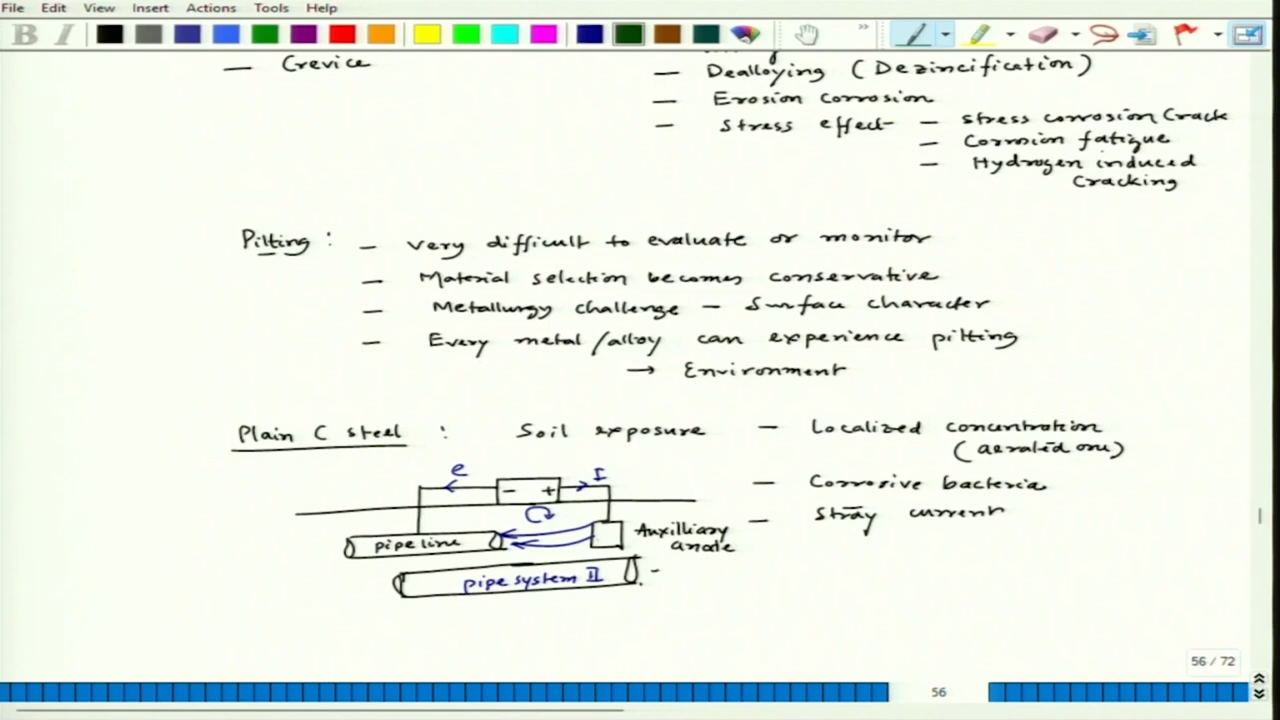 File Edit View Insert Actions Tools Help
B I
— Crevice
— Dealloying (Dezincification)
— Erosion corrosion
— Stress effect — stress corrosion Crack
— Corrosion fatigue
— Hydrogen induced
Cracking
Pitting : — very difficult to evaluate or monitor
— Material selection becomes conservative
— Metallurgy challenge — Surface character
— Every metal/alloy can experience pitting
→ Environment
Plain C steel : Soil exposure — Localized concentration
(aerated one)
— Corrosive bacteria
— Stray current
e − + I
pipeline
Auxilliary
anode
pipe system II
56 / 72
56